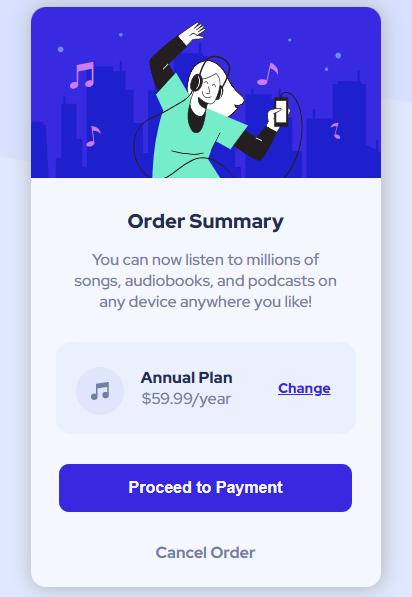 Order Summary
You can now listen to millions of
songs, audiobooks, and podcasts on
any device anywhere you like!
Annual Plan
$59.99/year
Change
Proceed to Payment
Cancel Order